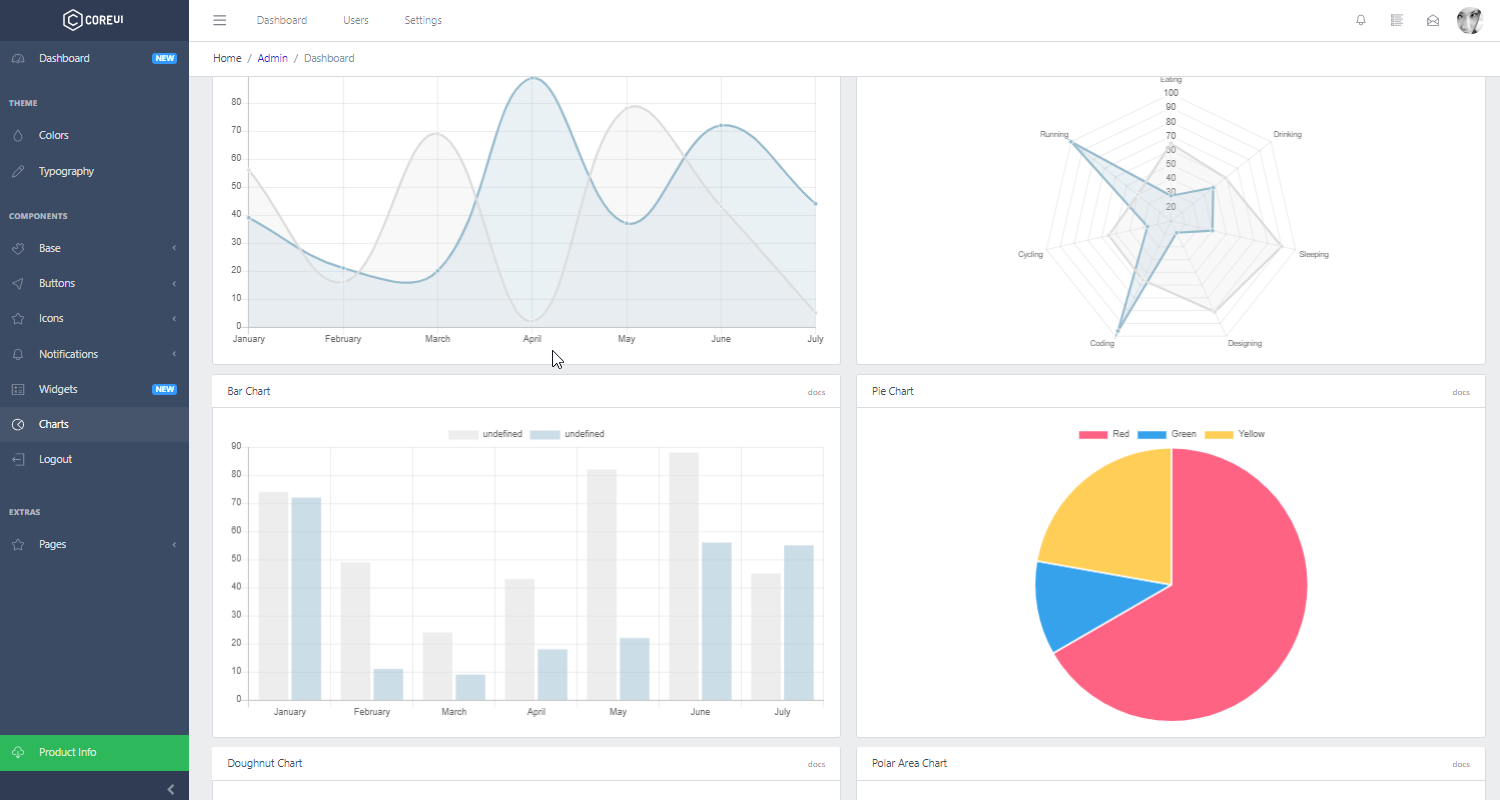 COREUI
Dashboard Users Settings
Home / Admin / Dashboard
Dashboard NEW
THEME
Colors
Typography
COMPONENTS
Base
Buttons
Icons
Notifications
Widgets NEW
Charts
Logout
EXTRAS
Pages
Product Info
80
70
60
50
40
30
20
10
0
January February March April May June July
Eating
100
90
80
70
30
50
40
30
20
Running
Drinking
Cycling
Sleeping
Coding
Designing
Bar Chart docs
undefined undefined
90
80
70
60
50
40
30
20
10
0
January February March April May June July
Pie Chart docs
Red Green Yellow
Doughnut Chart docs
Polar Area Chart docs